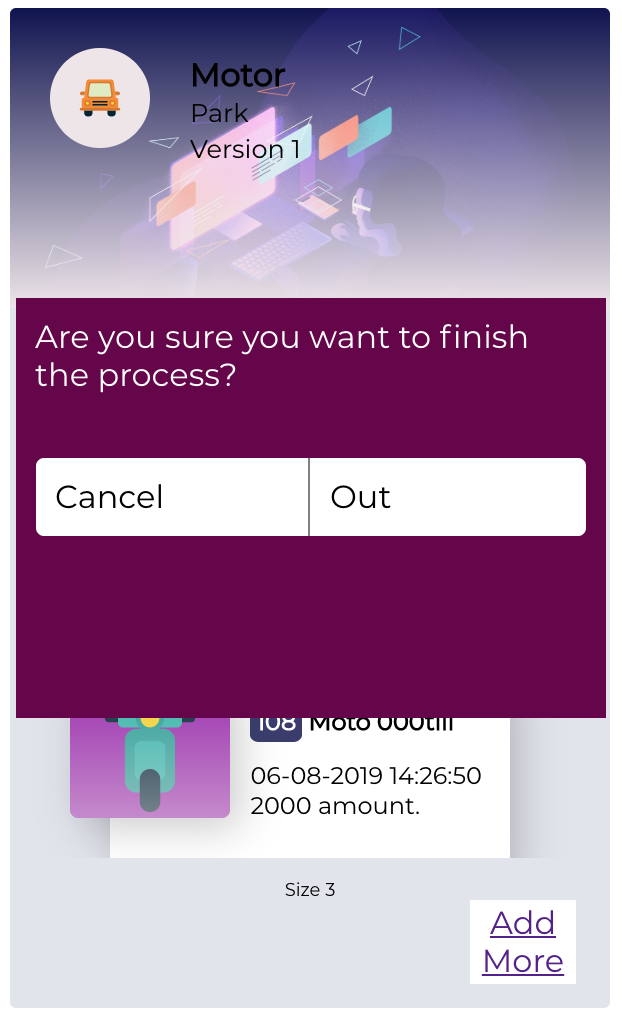 Motor
Park
Version 1
Are you sure you want to finish
the process?
Cancel
Out
108 Moto 000till
06-08-2019 14:26:50
2000 amount.
Size 3
Add
More